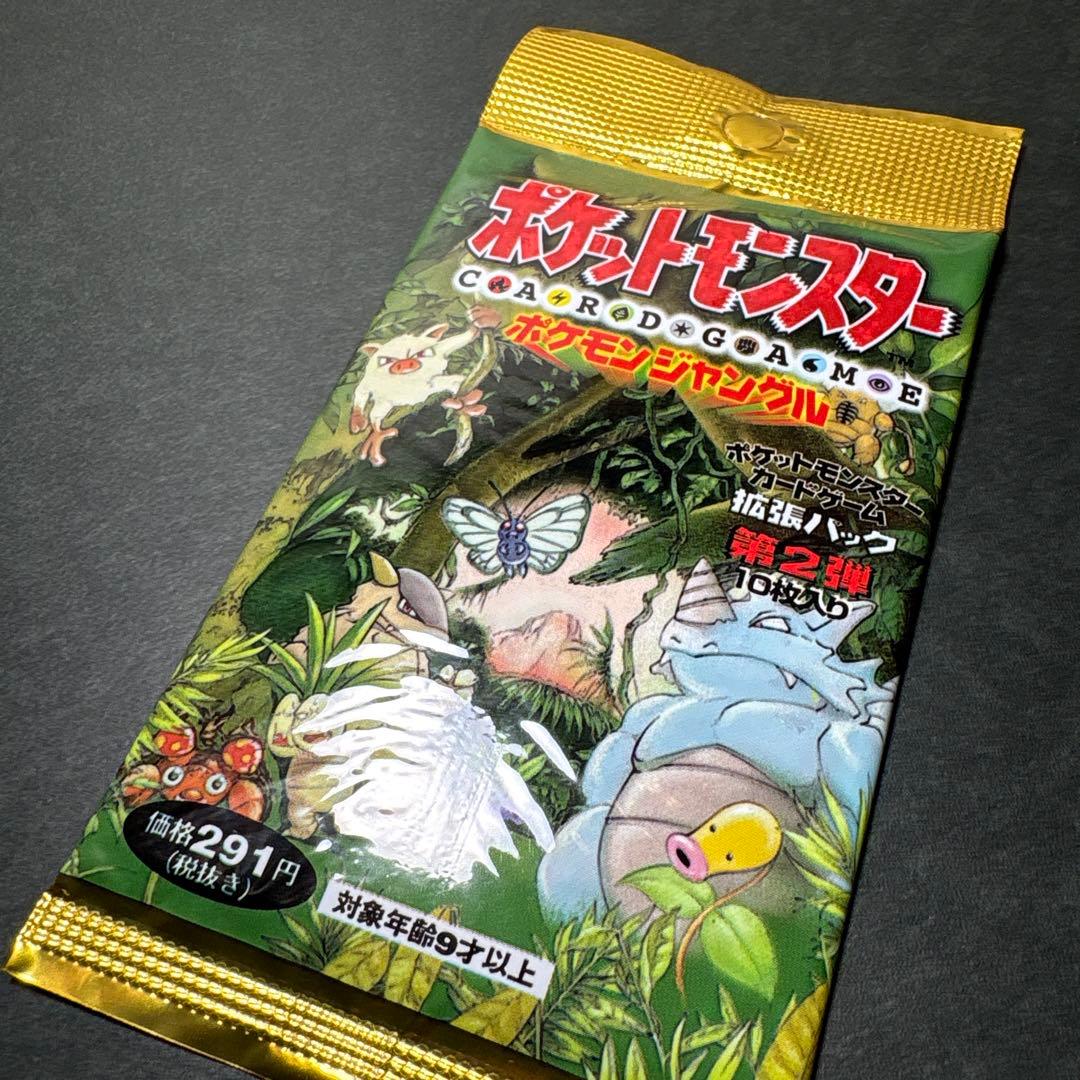 ポケットモンスター
CARD GAME
TM
ポケモンジャングル
ポケットモンスター
カードゲーム
拡張パック
第2弾
10枚入り
価格291円
(税抜き)
対象年齢9才以上